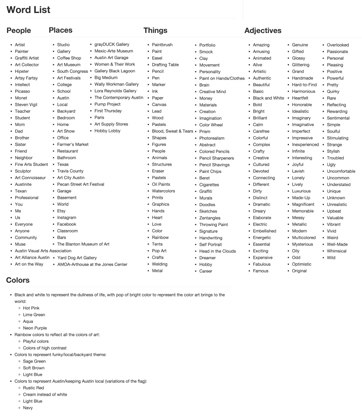 Word List
People
Artist
Painter
Graffiti Artist
Art Collector
Hipster
Artsy Fartsy
Intellect
Picasso
Monet
Steven Vigil
Teacher
Student
Mom
Dad
Brother
Sister
Friend
Neighbor
Fine Arts Student
Sculptor
Art Connoisseur
Austinite
Texan
Professional
You
Me
Us
Everyone
Anyone
Community
Muse
Austin Visual Arts Association
Art Alliance Austin
Art on the Way
Places
Studio
Gallery
Coffee Shop
Art Museum
South Congress
Art Festivals
College
School
Austin
Local
Backyard
Bedroom
Home
Art Show
Office
Farmer's Market
Restaurant
Bathroom
Texas
Travis County
Art City Austin
Pecan Street Art Festival
Garage
Basement
World
Etsy
Instagram
Facebook
Classroom
Bars
The Blanton Museum of Art
Yard Dog Art Gallery
AMOA-Arthouse at the Jones Center
grayDUCK Gallery
Mexic-Arte Museum
Austin Art Garage
Women & Their Work
Gallery Black Lagoon
Big Medium
Wally Workman Gallery
Lora Reynolds Gallery
The Contemporary Austin
Pump Project
First Thursday
Paris
Art Supply Stores
Hobby Lobby
Things
Paintbrush
Paint
Easel
Drafting Table
Pencil
Pen
Marker
Ink
Paper
Canvas
Lead
Wood
Pastels
Blood, Sweat & Tears
Shapes
Figures
People
Animals
Structures
Eraser
Pastels
Oil Paints
Watercolors
Prints
Graphics
Hands
Heart
Love
Color
Rainbow
Tents
Pop Art
Crafts
Welding
Metal
Portfolio
Smock
Clay
Movement
Personality
Paint on Hands/Clothes
Brain
Creative Mind
Money
Materials
Creation
Imagination
Color Wheel
Prism
Photorealism
Abstract
Colored Pencils
Pencil Sharpeners
Pencil Shavings
Paint Chips
Beret
Cigarettes
Graffiti
Murals
Doodles
Sketches
Zentangles
Throwing Paint
Signature
Handwriting
Self Portrait
Head in the Clouds
Dreamer
Hobby
Career
Adjectives
Amazing
Amusing
Animated
Alive
Artistic
Authentic
Beautiful
Basic
Black and White
Bold
Bright
Brilliant
Calm
Carefree
Colorful
Complex
Crafty
Creative
Cultured
Connected
Different
Dirty
Distinct
Dramatic
Dreary
Elaborate
Elegant
Embellished
Energetic
Essential
Exciting
Expensive
Fabulous
Famous
Genuine
Gifted
Glossy
Glittering
Grand
Handmade
Hard-to-Find
Harmonious
Heartfelt
Honorable
Idealistic
Imaginary
Imaginative
Imperfect
Impressive
Inexperienced
Infinite
Interesting
Joyful
Lavish
Lovely
Luxurious
Made-Up
Magnificent
Memorable
Messy
Metallic
Modern
Multicolored
Mysterious
Oily
Odd
Optimistic
Original
Overlooked
Passionate
Personal
Pleasing
Positive
Powerful
Pretty
Quirky
Rare
Reflecting
Rewarding
Sentimental
Simple
Soulful
Stimulating
Strange
Stylish
Troubled
Ugly
Uncomfortable
Uncommon
Understated
Unique
Unknown
Unrealistic
Upbeat
Valuable
Vibrant
Vivid
Weird
Well-Made
Whimsical
Wild
Colors
Black and white to represent the dullness of life, with pop of bright color to represent the color art brings to the
world:
Hot Pink
Lime Green
Aqua
Neon Purple
Rainbow colors to reflect all the colors of art:
Playful colors
Colors of high contrast
Colors to represent funky/local/backyard theme:
Sage Green
Soft Brown
Light Blue
Colors to represent Austin/keeping Austin local (variations of the flag):
Rustic Red
Cream instead of white
Light Blue
Navy